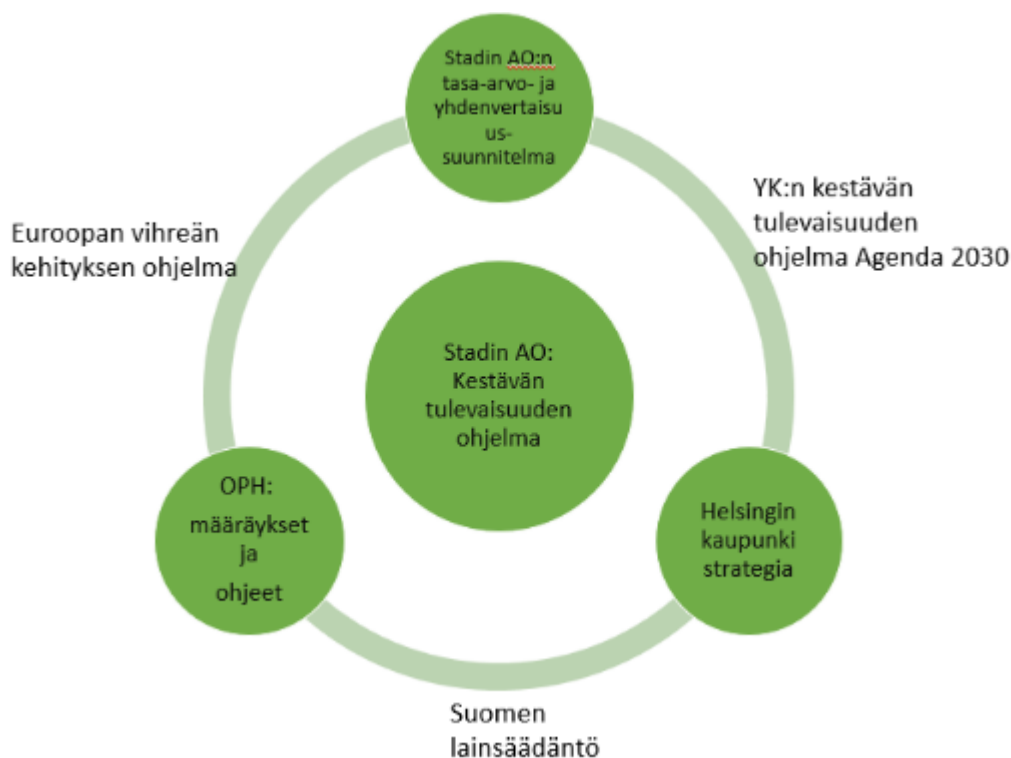 Stadin AO:n
tasa-arvo- ja
yhdenvertaisu
us-
suunnitelma
YK:n kestävän
tulevaisuuden
ohjelma Agenda 2030
Euroopan vihreän
kehityksen ohjelma
Stadin AO:
Kestävän
tulevaisuuden
ohjelma
OPH:
määräykset
ja
ohjeet
Helsingin
kaupunki
strategia
Suomen
lainsäädäntö